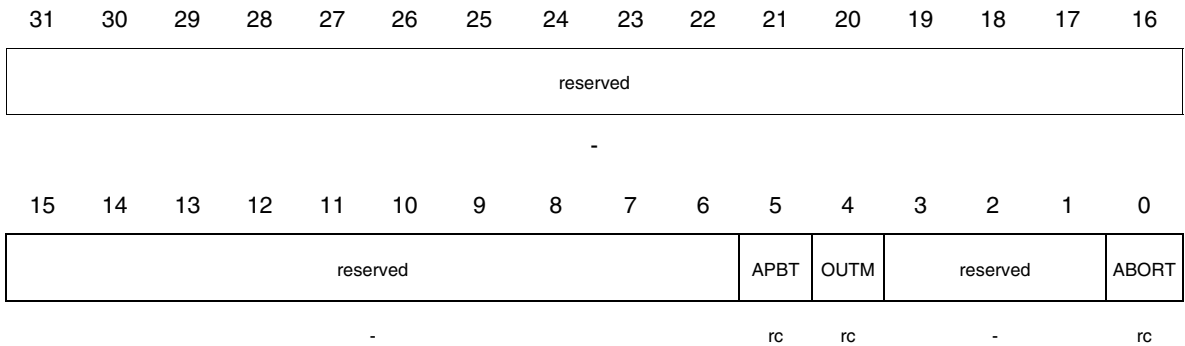 31 30 29 28 27 26 25 24 23 22 21 20 19 18 17 16
reserved
-
15 14 13 12 11 10 9 8 7 6 5 4 3 2 1 0
reserved APBT OUTM reserved ABORT
- rc rc - rc